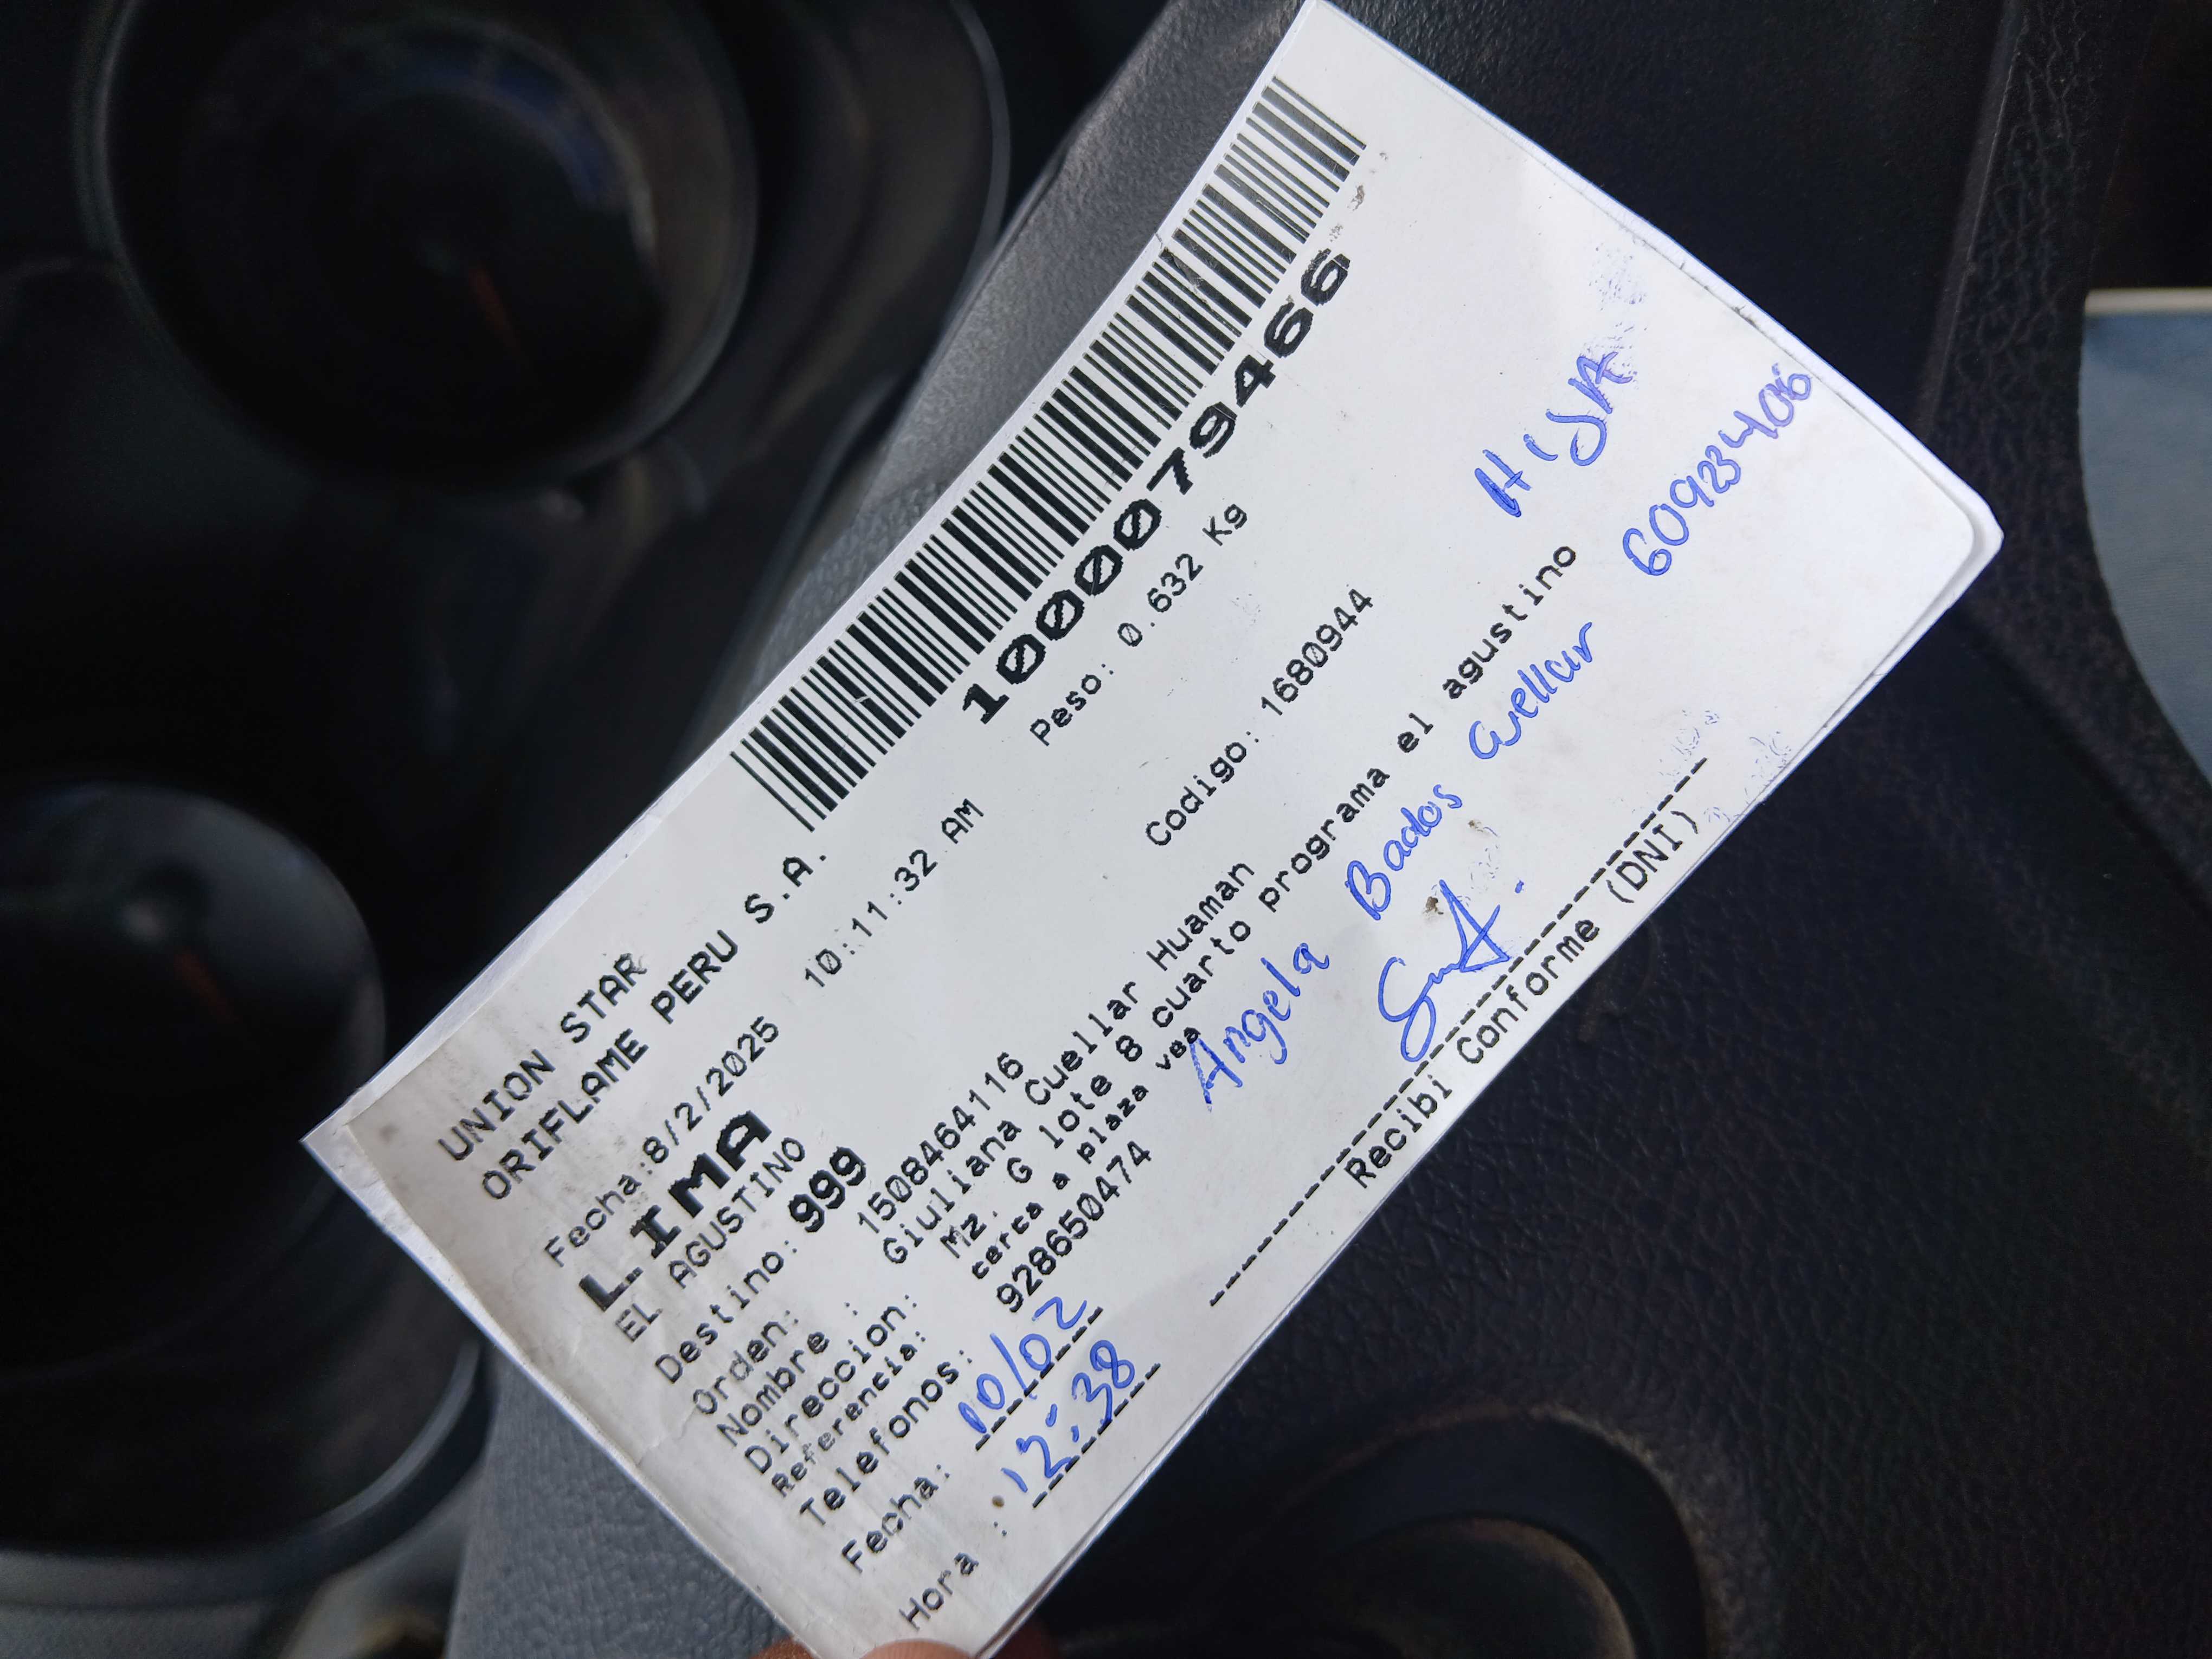 UNION STAR
ORIFLAME PERU S.A.
Fecha:8/2/2025 10:11:32 AM
10000079466
LIMA
Peso: 0.632 Kg
EL AGUSTINO
Destino: 999
Orden: 1508464116 Codigo: 1680944
Nombre : Giuliana Cuellar Huaman
Direccion: Mz. G lote 8 cuarto programa el agustino
Referencia: cerca a plaza vea
Telefonos: 928650474
HIJA
Angela Bados Cuellar 60923406
Fecha: 10/02
Hora : 12:38
Recibi Conforme (DNI)